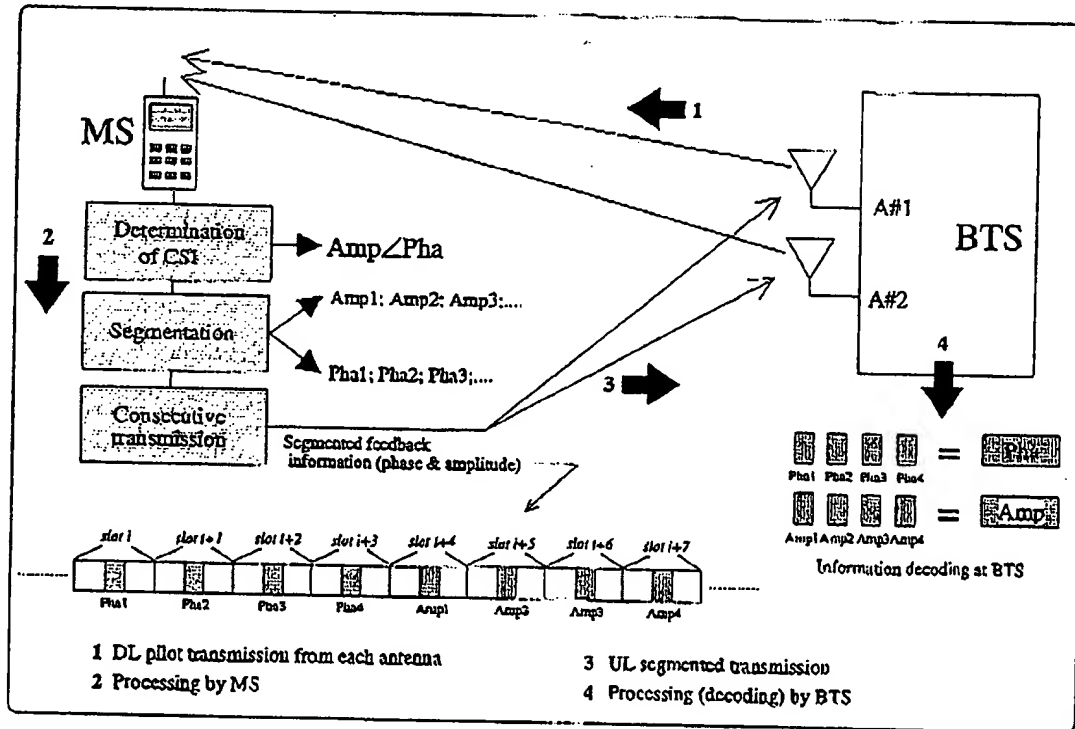 1
MS
A#1
BTS
A#2
2
Determination
of CSI
Amp∠Pha
Segmentation
Amp1; Amp2; Amp3;....
Pha1; Pha2; Pha3;....
3
4
Consecutive
transmission
Segmented feedback
information (phase & amplitude)
= Pha
Pha1 Pha2 Pha3 Pha4
= Amp
Amp1 Amp2 Amp3 Amp4
Information decoding at BTS
slot i slot i+1 slot i+2 slot i+3 slot i+4 slot i+5 slot i+6 slot i+7
Pha1 Pha2 Pha3 Pha4 Amp1 Amp3 Amp3 Amp4
1 DL pilot transmission from each antenna
2 Processing by MS
3 UL segmented transmission
4 Processing (decoding) by BTS